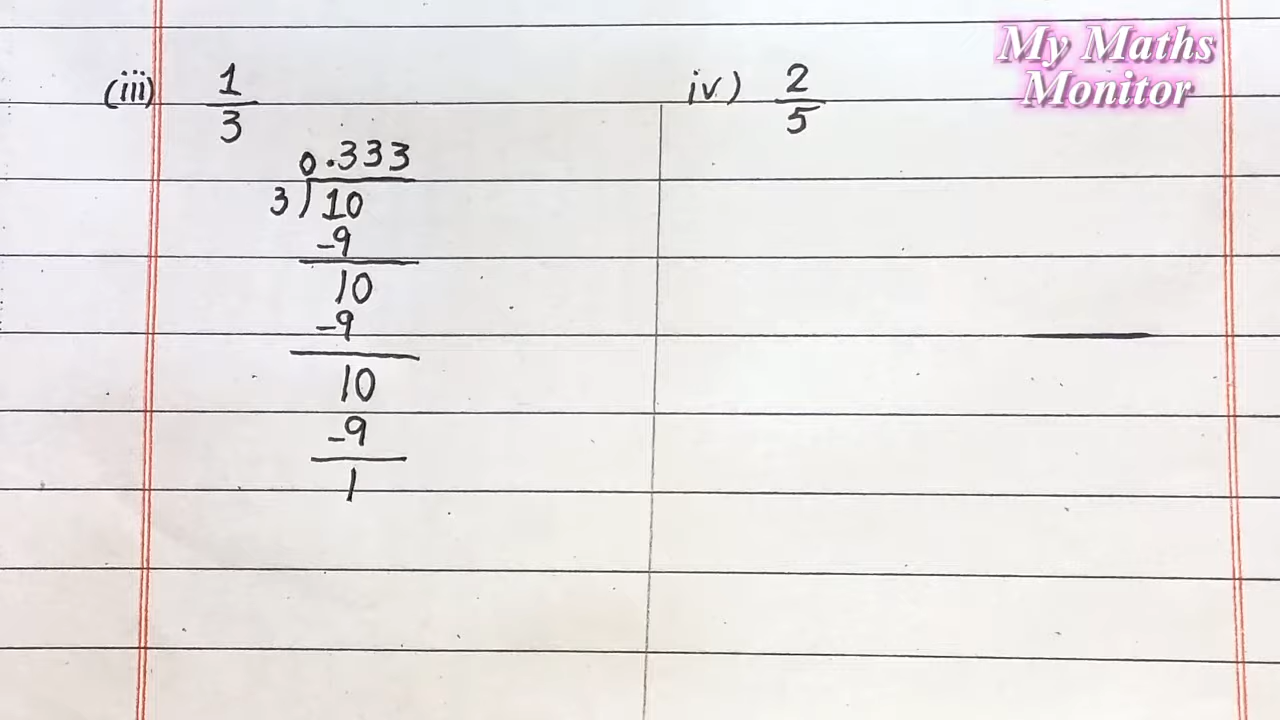 My Maths
Monitor
(iii) 1
3
0.333
3)10
-9
10
-9
10
-9
1
iv.) 2
5